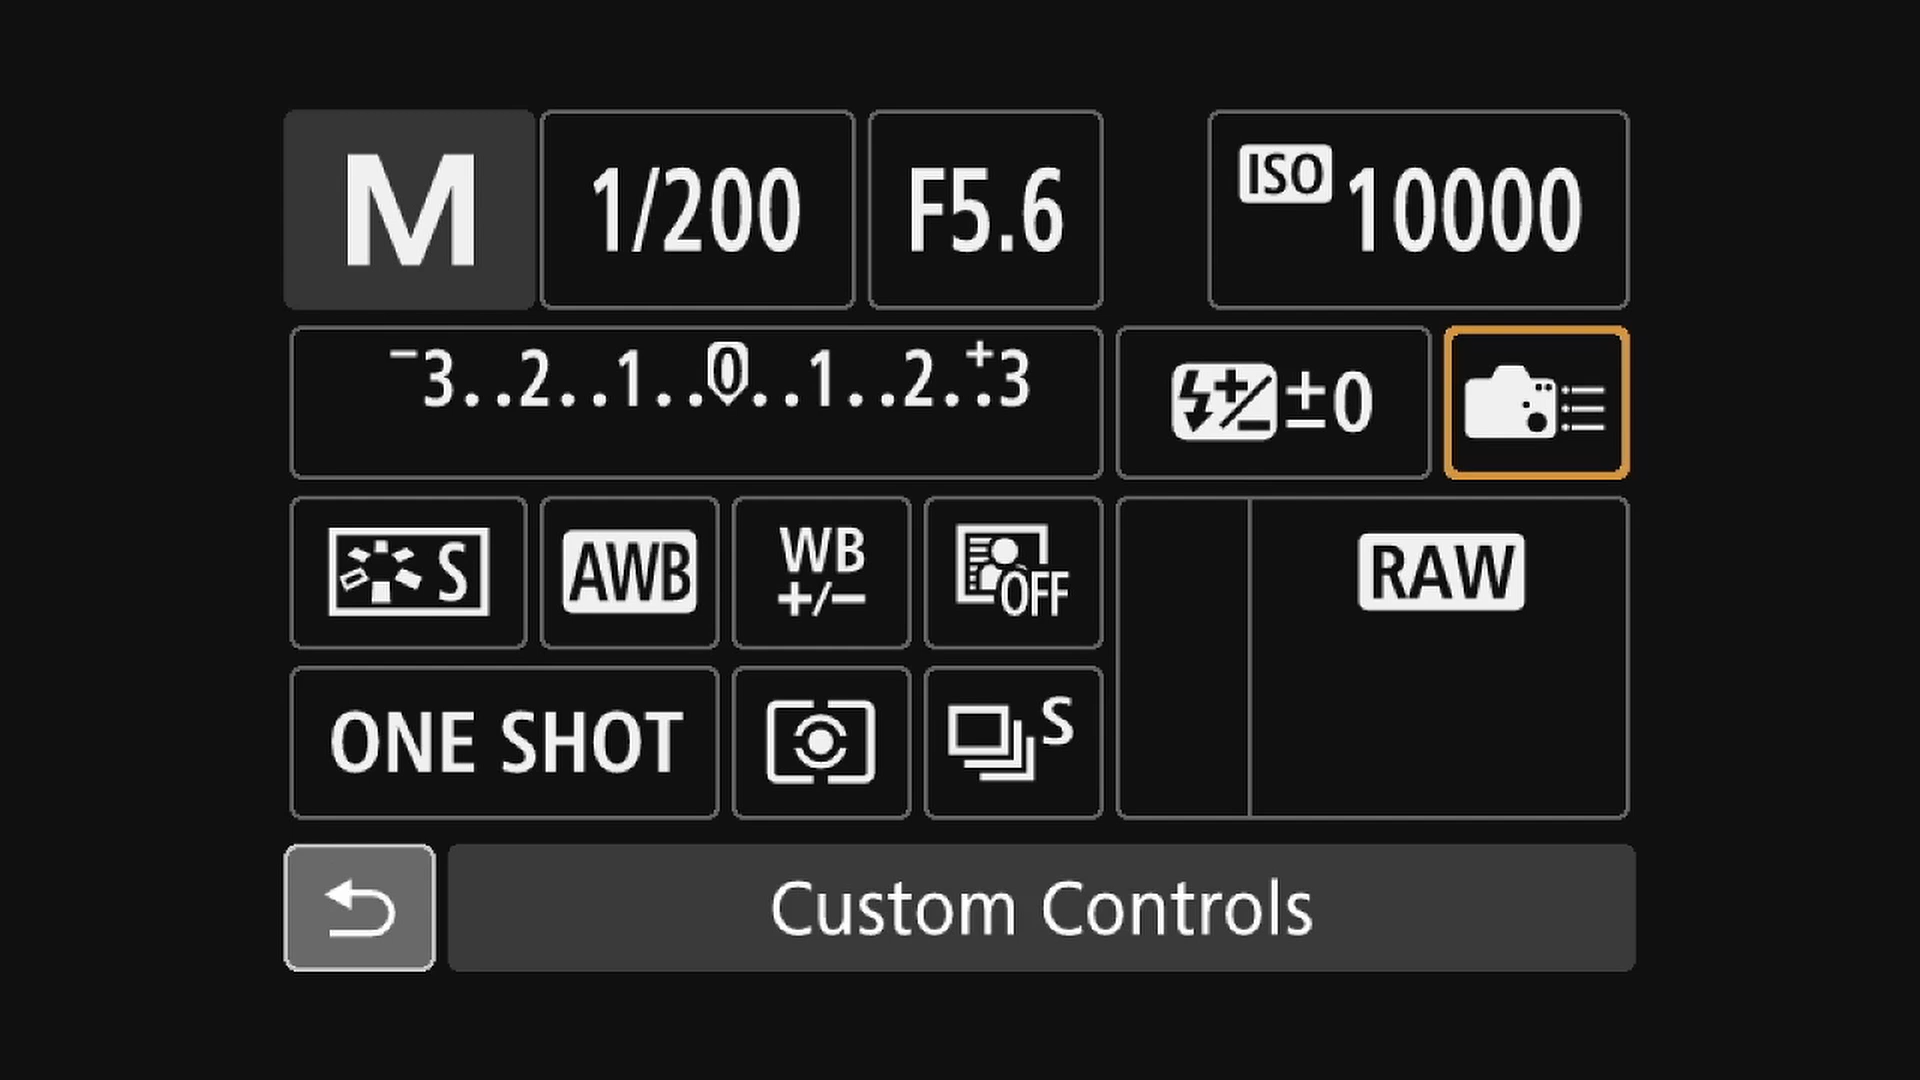 M 1/200 F5.6 ISO 10000
-3..2..1..0..1..2..+3 ±0
S AWB WB +/- OFF RAW
ONE SHOT S
Custom Controls